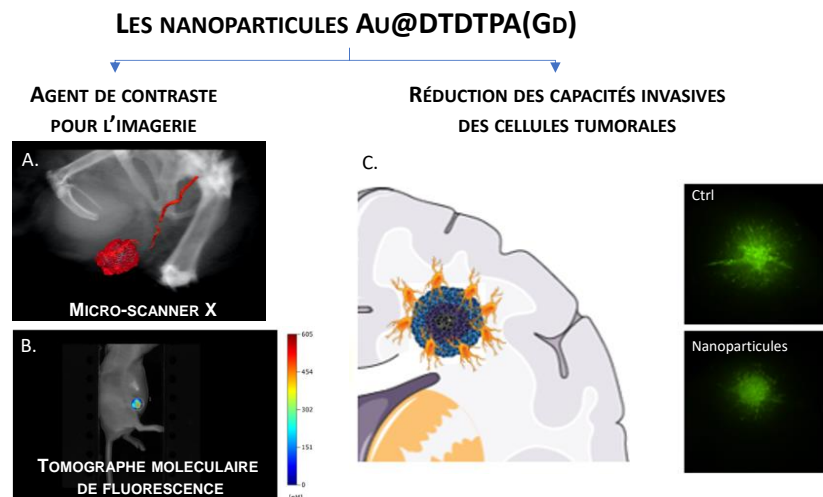 LES NANOPARTICULES AU@DTDTPA(GD)
AGENT DE CONTRASTE
POUR L'IMAGERIE
RÉDUCTION DES CAPACITÉS INVASIVES
DES CELLULES TUMORALES
A.
MICRO-SCANNER X
B.
TOMOGRAPHE MOLECULAIRE
DE FLUORESCENCE
605
454
302
151
0
C.
Ctrl
Nanoparticules